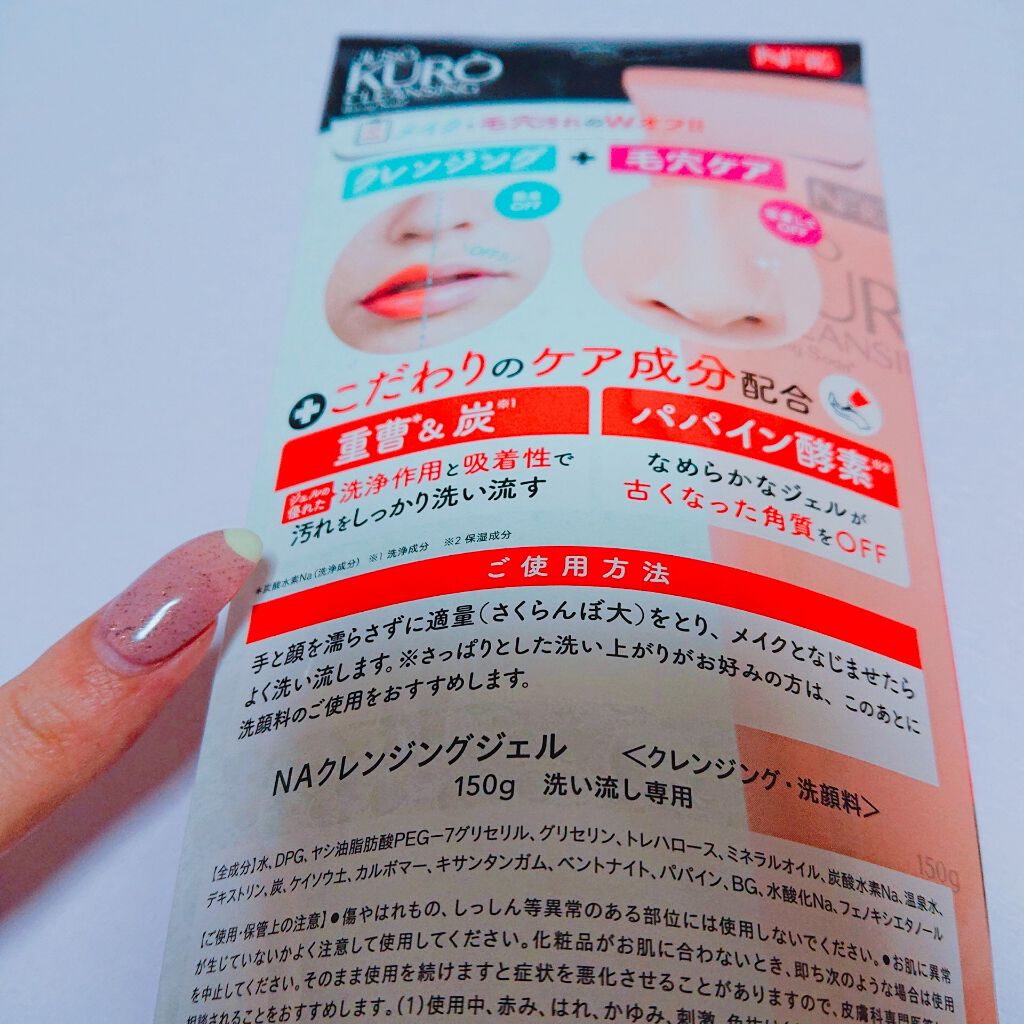 KURO
CLEANSING
メイク・毛穴汚れのWオフ!!
クレンジング + 毛穴ケア
OFF
OFF
+こだわりのケア成分配合
重曹*&炭※1
ジェルの優れた洗浄作用と吸着性で
汚れをしっかり洗い流す
パパイン酵素※2
なめらかなジェルが
古くなった角質をOFF
*炭酸水素Na(洗浄成分) ※1 洗浄成分 ※2 保湿成分
ご使用方法
手と顔を濡らさずに適量(さくらんぼ大)をとり、メイクとなじませたら
よく洗い流します。※さっぱりとした洗い上がりがお好みの方は、このあとに
洗顔料のご使用をおすすめします。
NAクレンジングジェル <クレンジング・洗顔料>
150g 洗い流し専用
150g
【全成分】水、DPG、ヤシ油脂肪酸PEG-7グリセリル、グリセリン、トレハロース、ミネラルオイル、炭酸水素Na、温泉水、
デキストリン、炭、ケイソウ土、カルボマー、キサンタンガム、ベントナイト、パパイン、BG、水酸化Na、フェノキシエタノール
【ご使用・保管上の注意】●傷やはれもの、しっしん等異常のある部位には使用しないでください。●お肌に異常
が生じていないかよく注意して使用してください。化粧品がお肌に合わないとき、即ち次のような場合は使用
を中止してください。そのまま使用を続けますと症状を悪化させることがありますので、皮膚科専門医等
相談されることをおすすめします。(1)使用中、赤み、はれ、かゆみ、刺激、